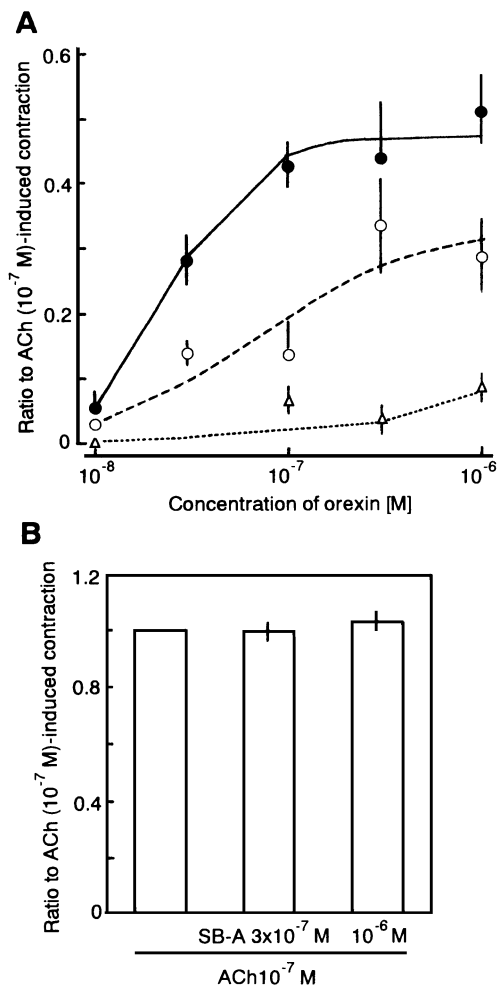 A
Ratio to ACh (10⁻⁷ M)-induced contraction
0.6
0.4
0.2
0
10⁻⁸ 10⁻⁷ 10⁻⁶
Concentration of orexin [M]
B
Ratio to ACh (10⁻⁷ M)-induced contraction
1.2
0.8
0.4
0
SB-A 3x10⁻⁷ M 10⁻⁶ M
ACh10⁻⁷ M